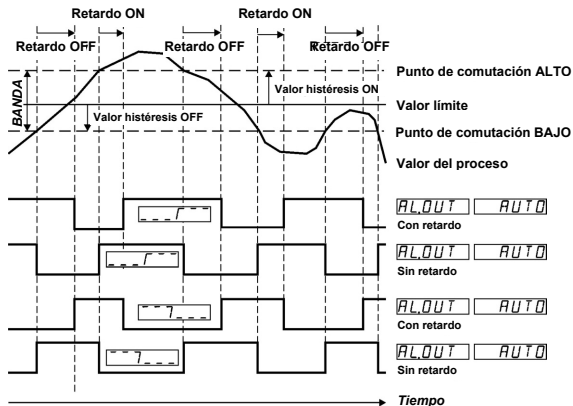 Retardo ON
Retardo ON
Retardo OFF
Retardo OFF
Retardo OFF
Punto de comutación ALTO
BANDA
Valor histéresis ON
Valor límite
Valor histéresis OFF
Punto de comutación BAJO
Valor del proceso
AL.OUT AUTO
Con retardo
AL.OUT AUTO
Sin retardo
AL.OUT AUTO
Con retardo
AL.OUT AUTO
Sin retardo
Tiempo